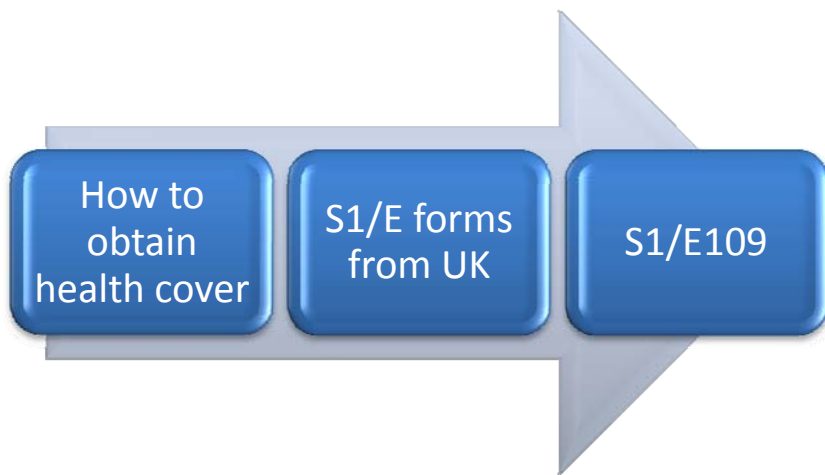 How to
obtain
health cover
S1/E forms
from UK
S1/E109